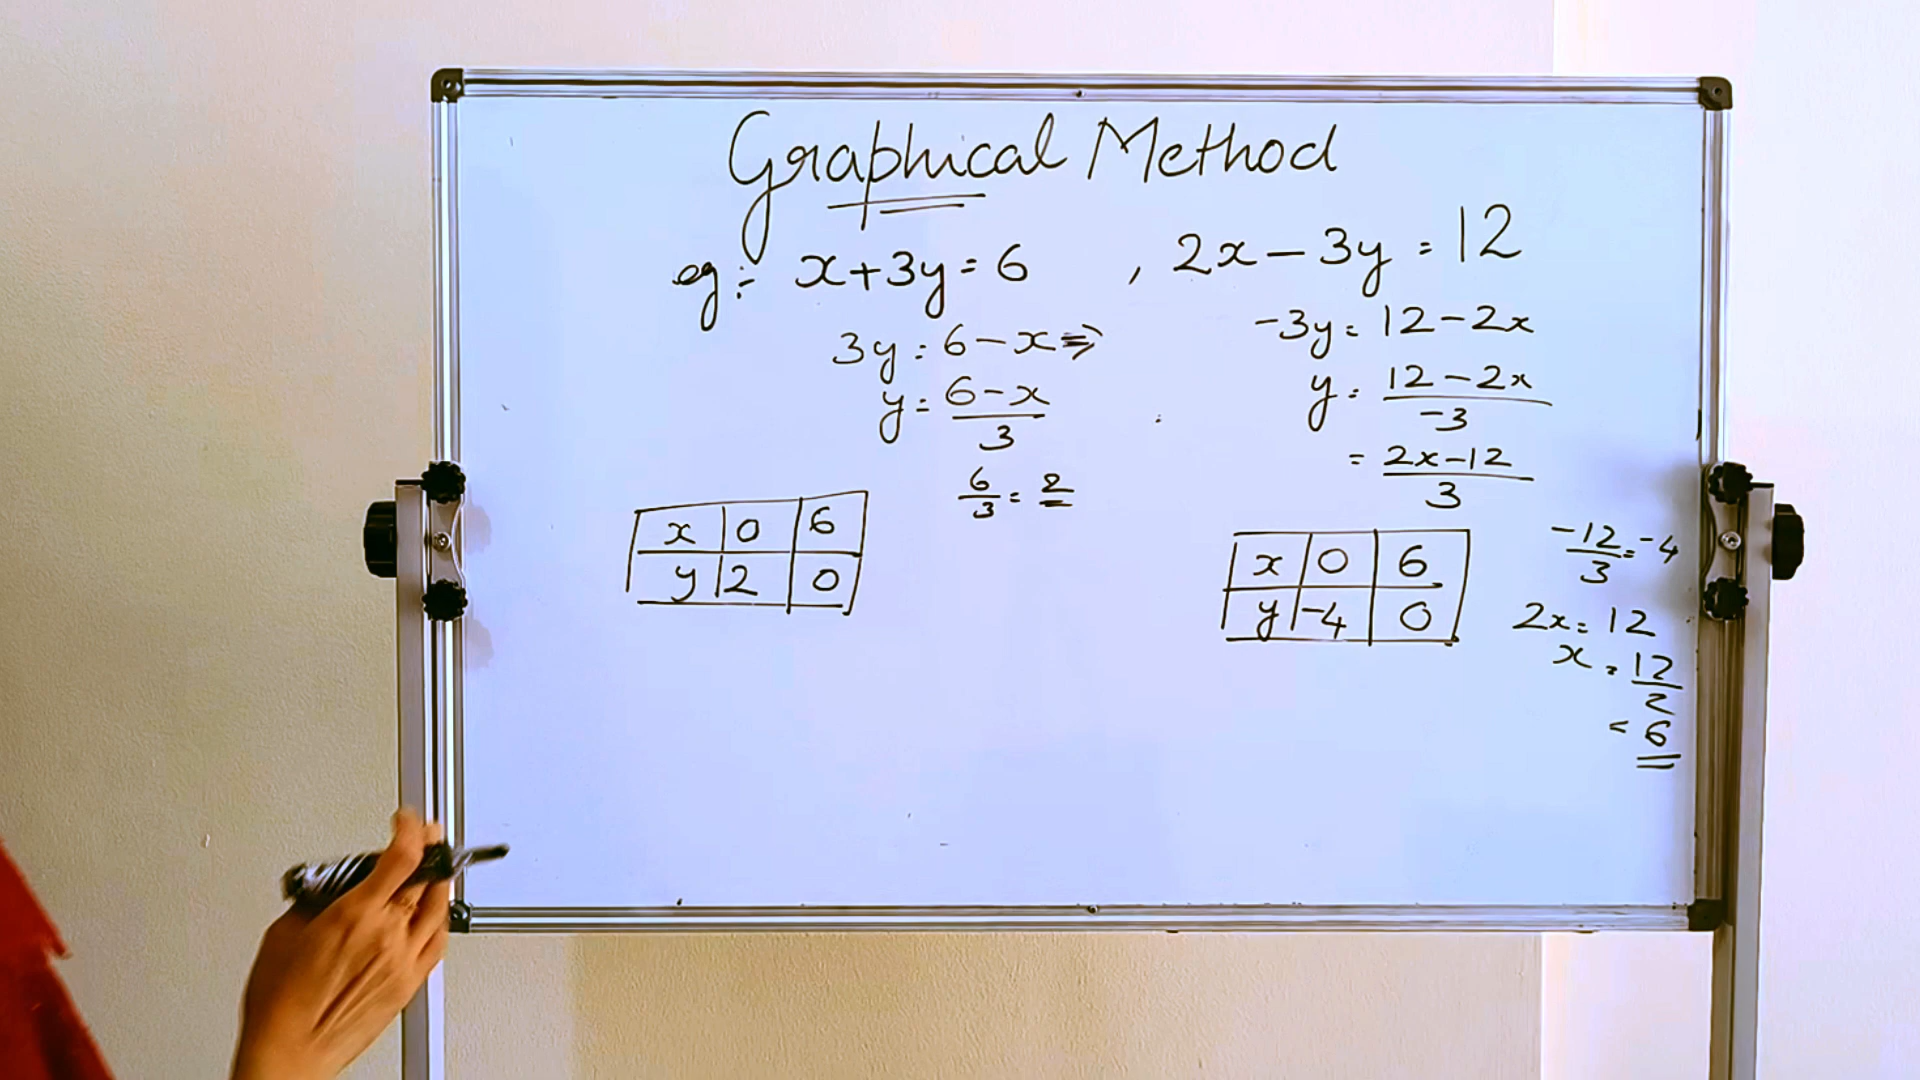 Graphical Method
eg:- x+3y=6 , 2x-3y=12
3y=6-x⇒
y=6-x/3
6/3=2
x 0 6
y 2 0
-3y=12-2x
y=12-2x/-3
=2x-12/3
x 0 6
y -4 0
-12/3=-4
2x=12
x=12/2
=6